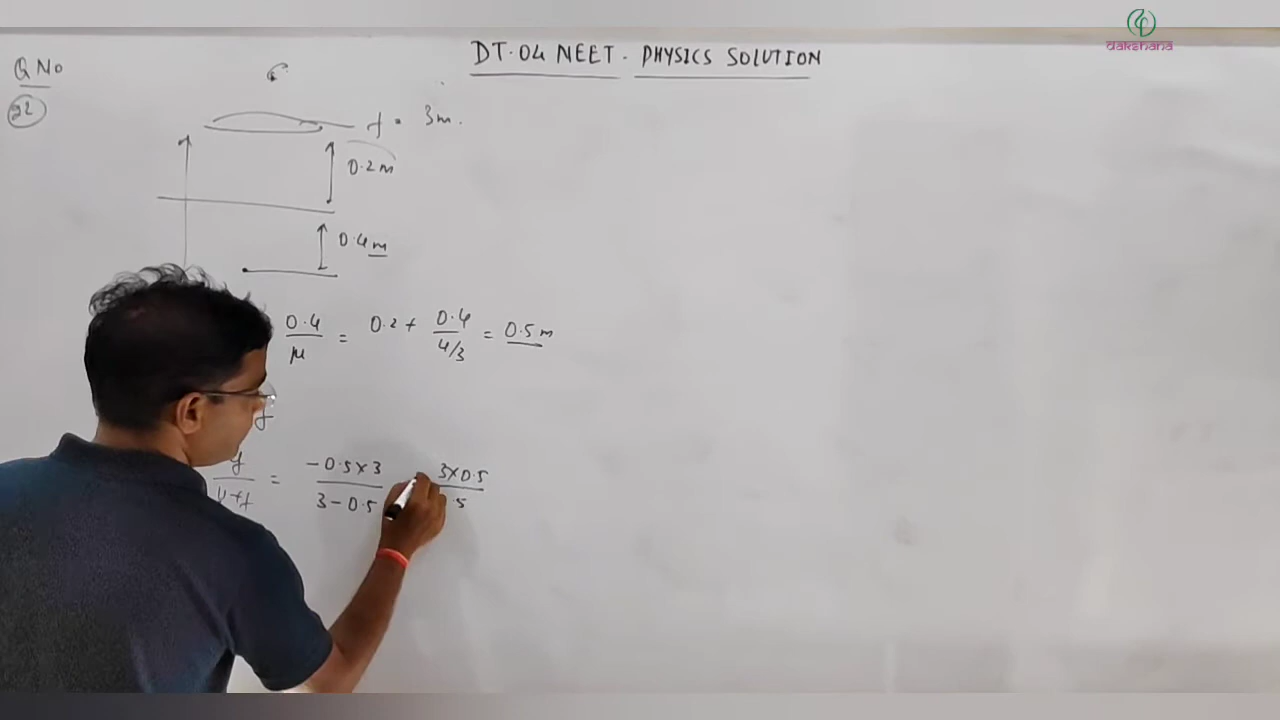 dakshana
DT.04 NEET. PHYSICS SOLUTION
Q No
22
f = 3m.
0.2m
0.4m
0.4/μ = 0.2 + 0.4/4/3 = 0.5m
f
= -0.5×3/3-0.5 3×0.5/.5